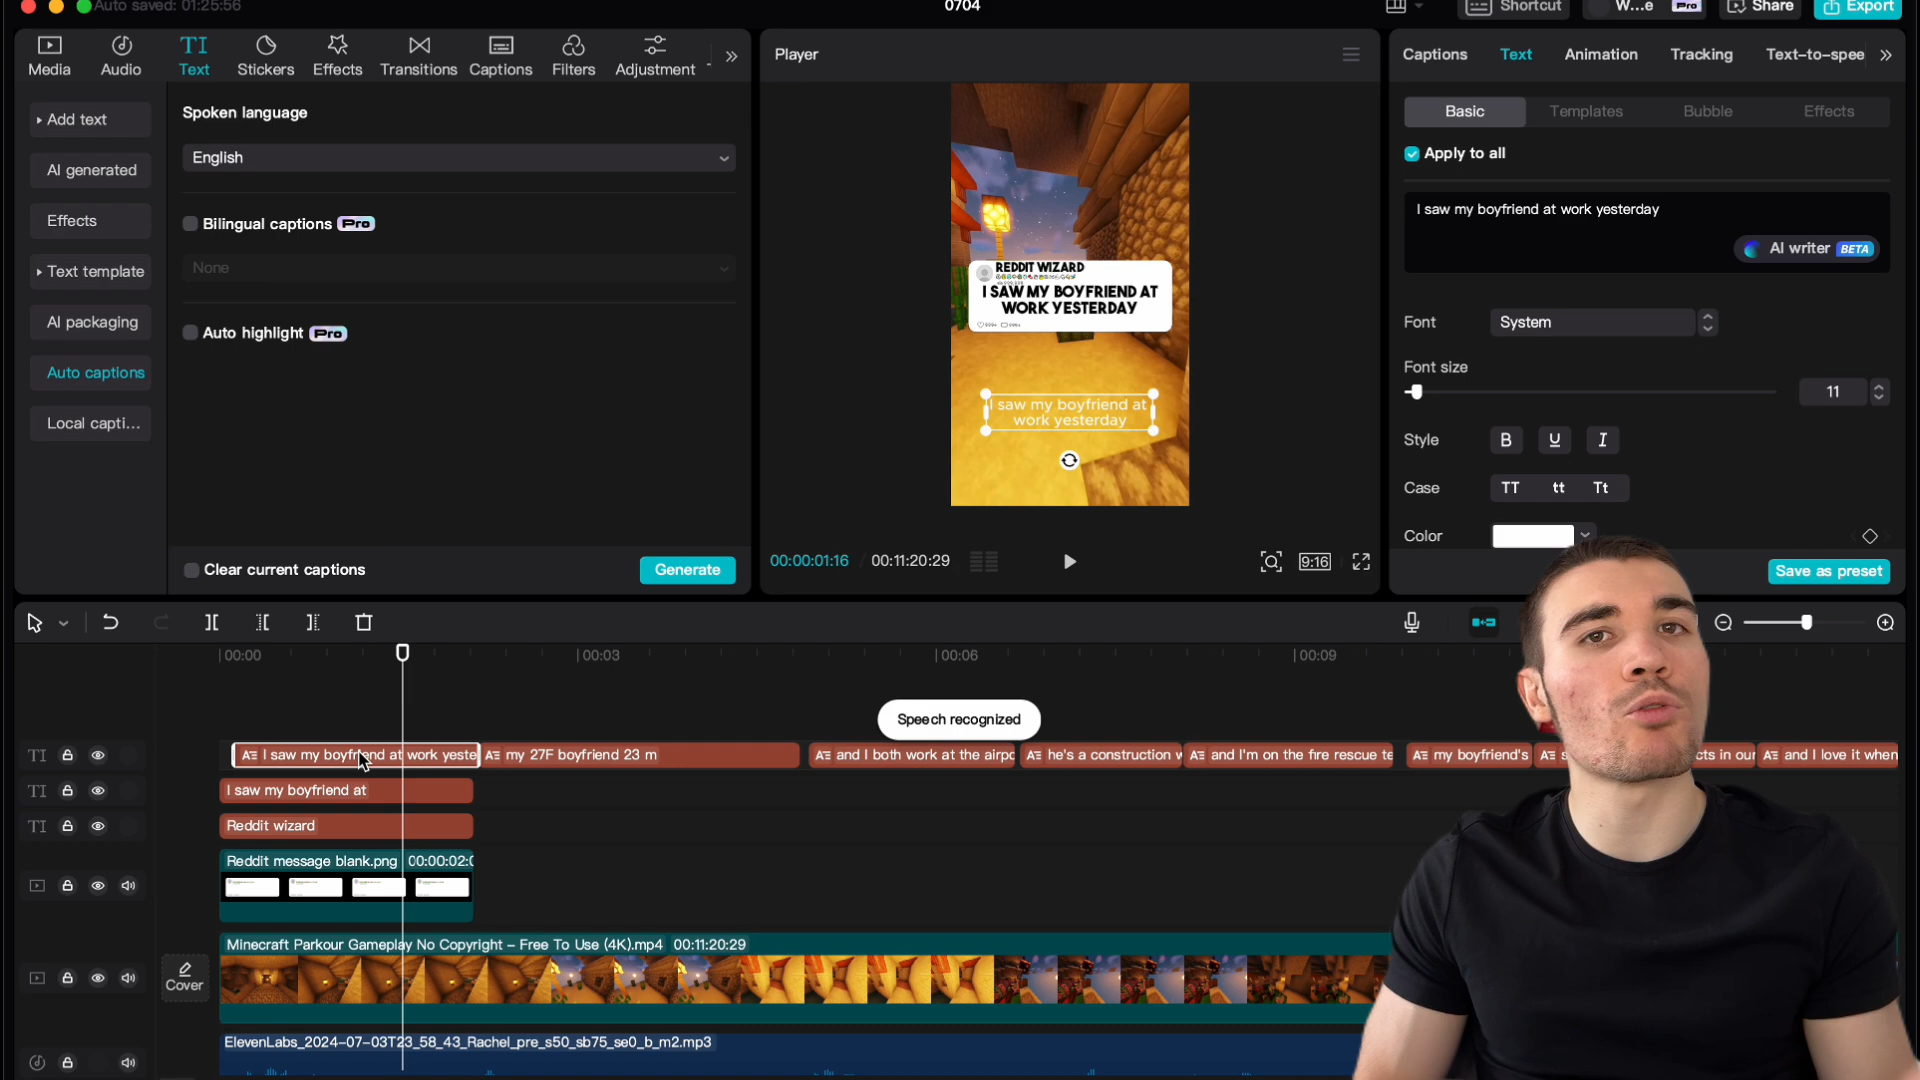 Auto saved: 01:25:56
0704
Shortcut
W...e
Pro
Share
Export
Media
Audio
TI
Text
Stickers
Effects
Transitions
Captions
Filters
Adjustment
Player
Captions
Text
Animation
Tracking
Text-to-spee
Add text
AI generated
Effects
Text template
AI packaging
Auto captions
Local capti...
Spoken language
English
Bilingual captions Pro
None
Auto highlight Pro
Clear current captions
Generate
REDDIT WIZARD
I SAW MY BOYFRIEND AT
WORK YESTERDAY
I saw my boyfriend at
work yesterday
00:00:01:16
00:11:20:29
9:16
Basic
Templates
Bubble
Effects
Apply to all
I saw my boyfriend at work yesterday
AI writer BETA
Font
System
Font size
11
Style
B
U
I
Case
TT
tt
Tt
Color
Save as preset
00:00
00:03
00:06
00:09
Speech recognized
TI
A I saw my boyfriend at work yeste
A my 27F boyfriend 23 m
A and I both work at the airpo
A he's a construction w
A and I'm on the fire rescue te
A my boyfriend's
A s
cts in our
A and I love it when
TI
I saw my boyfriend at
TI
Reddit wizard
Reddit message blank.png 00:00:02:0
Minecraft Parkour Gameplay No Copyright – Free To Use (4K).mp4 00:11:20:29
Cover
ElevenLabs_2024-07-03T23_58_43_Rachel_pre_s50_sb75_se0_b_m2.mp3